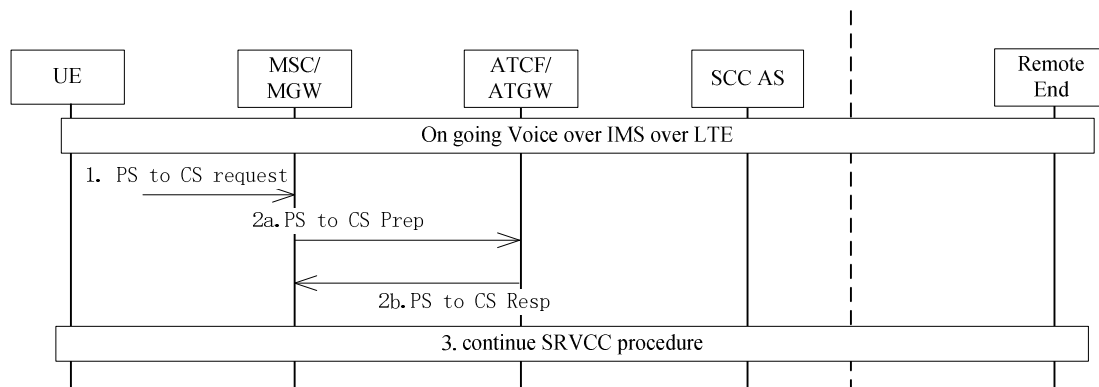 UE
MSC/
MGW
ATCF/
ATGW
SCC AS
Remote
End
On going Voice over IMS over LTE
1. PS to CS request
2a.PS to CS Prep
2b.PS to CS Resp
3. continue SRVCC procedure